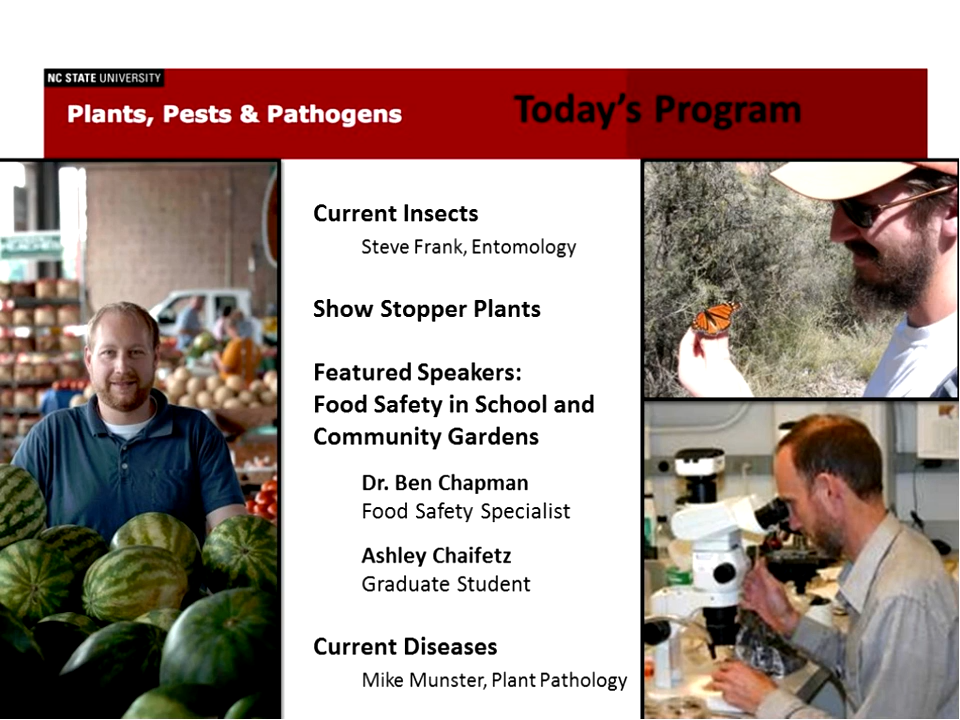 NC STATE UNIVERSITY
Plants, Pests & Pathogens
Today's Program
Current Insects
Steve Frank, Entomology
Show Stopper Plants
Featured Speakers:
Food Safety in School and
Community Gardens
Dr. Ben Chapman
Food Safety Specialist
Ashley Chaifetz
Graduate Student
Current Diseases
Mike Munster, Plant Pathology